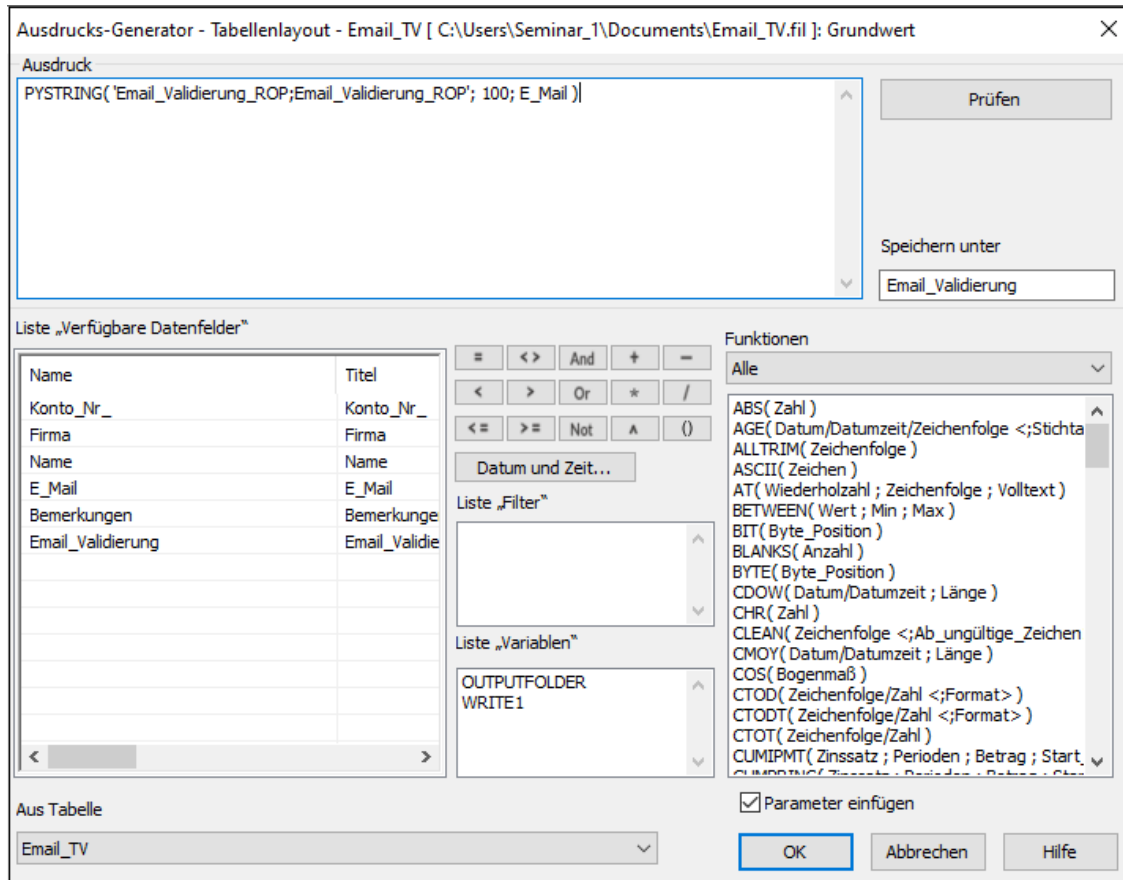 Ausdrucks-Generator - Tabellenlayout - Email_TV [ C:\Users\Seminar_1\Documents\Email_TV.fil ]: Grundwert
Ausdruck
PYSTRING( 'Email_Validierung_ROP;Email_Validierung_ROP'; 100; E_Mail )
Prüfen
Speichern unter
Email_Validierung
Liste „Verfügbare Datenfelder“
Name Titel
Konto_Nr_ Konto_Nr_
Firma Firma
Name Name
E_Mail E_Mail
Bemerkungen Bemerkunge
Email_Validierung Email_Validie
= <> And + −
< > Or * /
<= >= Not ^ ()
Datum und Zeit...
Liste „Filter“
Liste „Variablen“
OUTPUTFOLDER
WRITE1
Funktionen
Alle
ABS( Zahl )
AGE( Datum/Datumzeit/Zeichenfolge <;Stichta
ALLTRIM( Zeichenfolge )
ASCII( Zeichen )
AT( Wiederholzahl ; Zeichenfolge ; Volltext )
BETWEEN( Wert ; Min ; Max )
BIT( Byte_Position )
BLANKS( Anzahl )
BYTE( Byte_Position )
CDOW( Datum/Datumzeit ; Länge )
CHR( Zahl )
CLEAN( Zeichenfolge <;Ab_ungültige_Zeichen
CMOY( Datum/Datumzeit ; Länge )
COS( Bogenmaß )
CTOD( Zeichenfolge/Zahl <;Format> )
CTODT( Zeichenfolge/Zahl <;Format> )
CTOT( Zeichenfolge/Zahl )
CUMIPMT( Zinssatz ; Perioden ; Betrag ; Start_
Aus Tabelle
Email_TV
Parameter einfügen
OK Abbrechen Hilfe